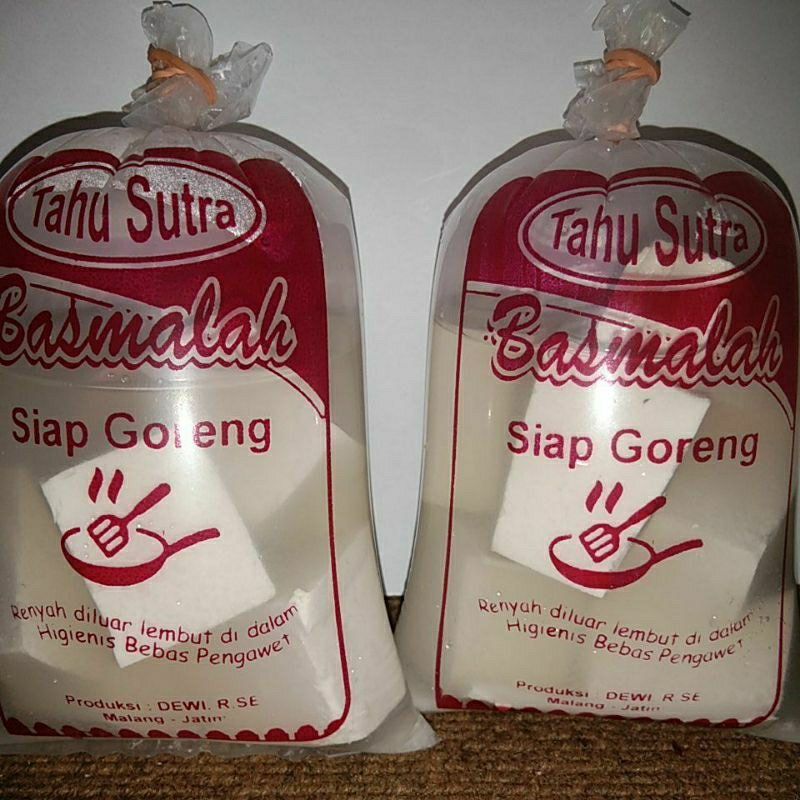 Tahu Sutra
Basmalah
Siap Goreng
Renyah diluar lembut di dalam
Higienis Bebas Pengawet
Produksi : DEWI. R.SE
Malang - Jatim
Tahu Sutra
Basmalah
Siap Goreng
Renyah diluar lembut di dalam
Higienis Bebas Pengawet
Produksi : DEWI. R.SE
Malang - Jatim